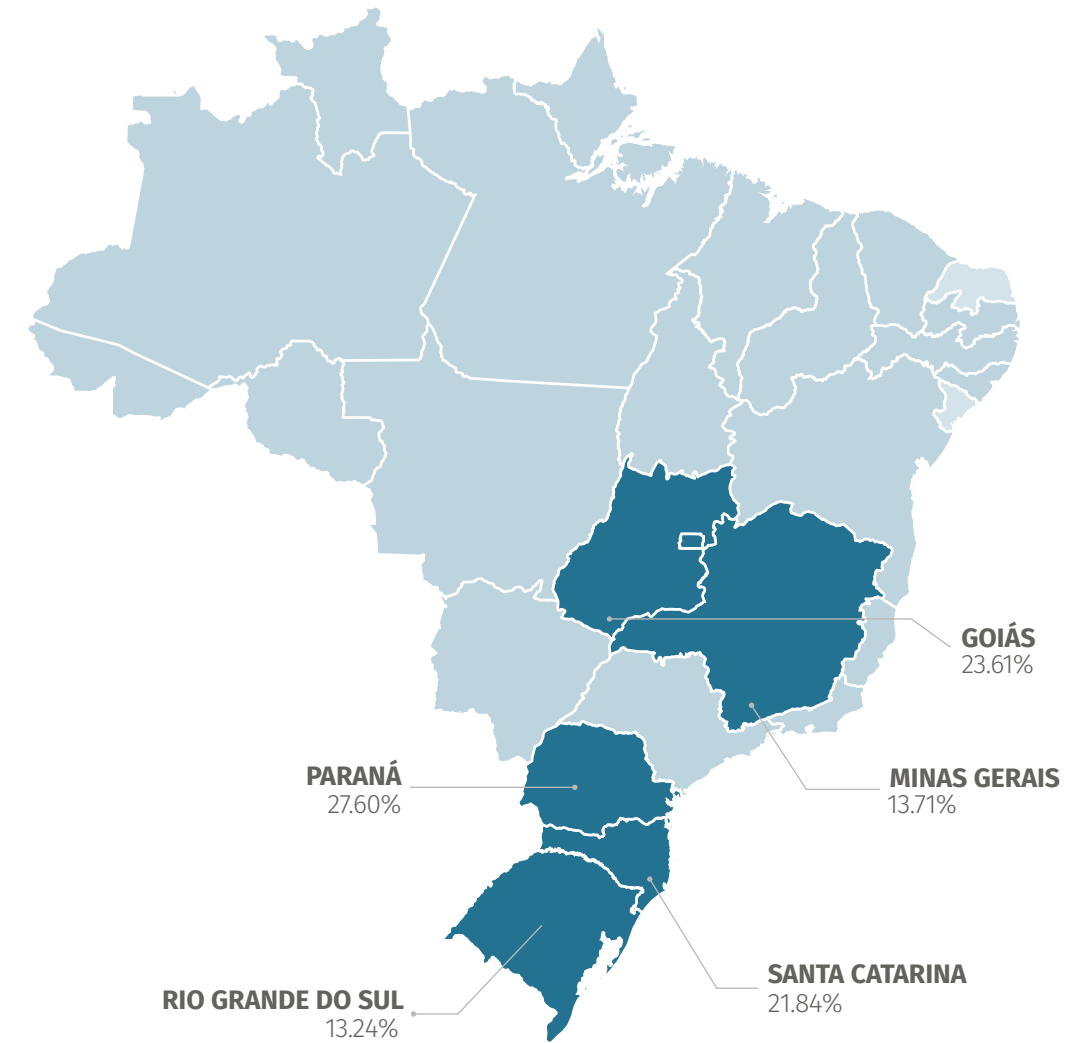 GOIÁS
23.61%
PARANÁ
27.60%
MINAS GERAIS
13.71%
SANTA CATARINA
21.84%
RIO GRANDE DO SUL
13.24%